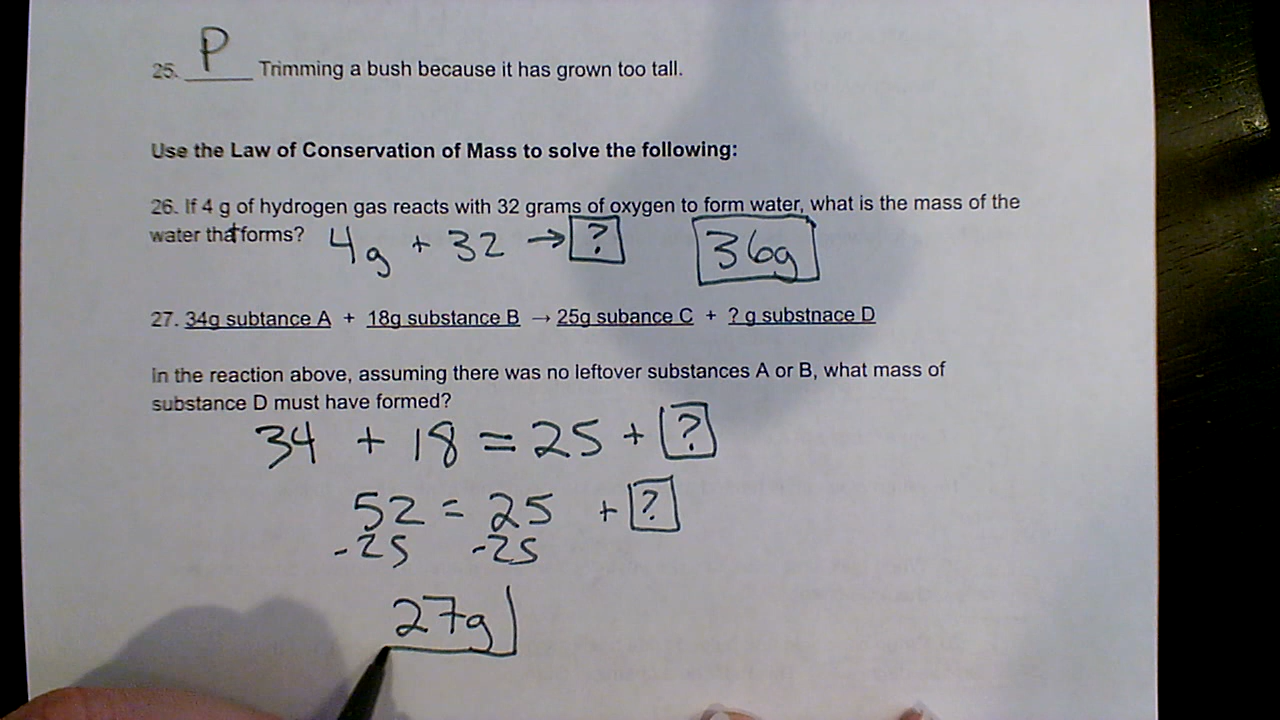 25. P Trimming a bush because it has grown too tall.
Use the Law of Conservation of Mass to solve the following:
26. If 4 g of hydrogen gas reacts with 32 grams of oxygen to form water, what is the mass of the
water that forms? 4g + 32 → ? 36g
27. 34g subtance A + 18g substance B → 25g subance C + ? g substnace D
In the reaction above, assuming there was no leftover substances A or B, what mass of
substance D must have formed?
34 + 18 = 25 + ?
52 = 25 + ?
-25 -25
27g